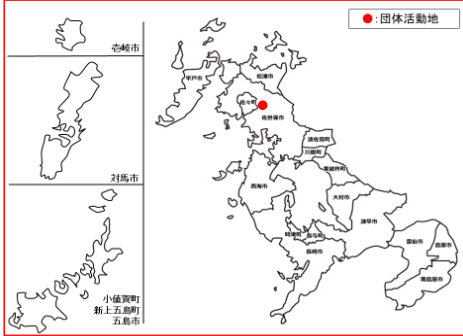 ●:団体活動地
壱岐市
対馬市
小値賀町
新上五島町
五島市
平戸市
松浦市
佐々町
佐世保市
波佐見町
川棚町
東彼杵町
西海市
大村市
諫早市
時津町
長与町
長崎市
雲仙市
島原市
南島原市